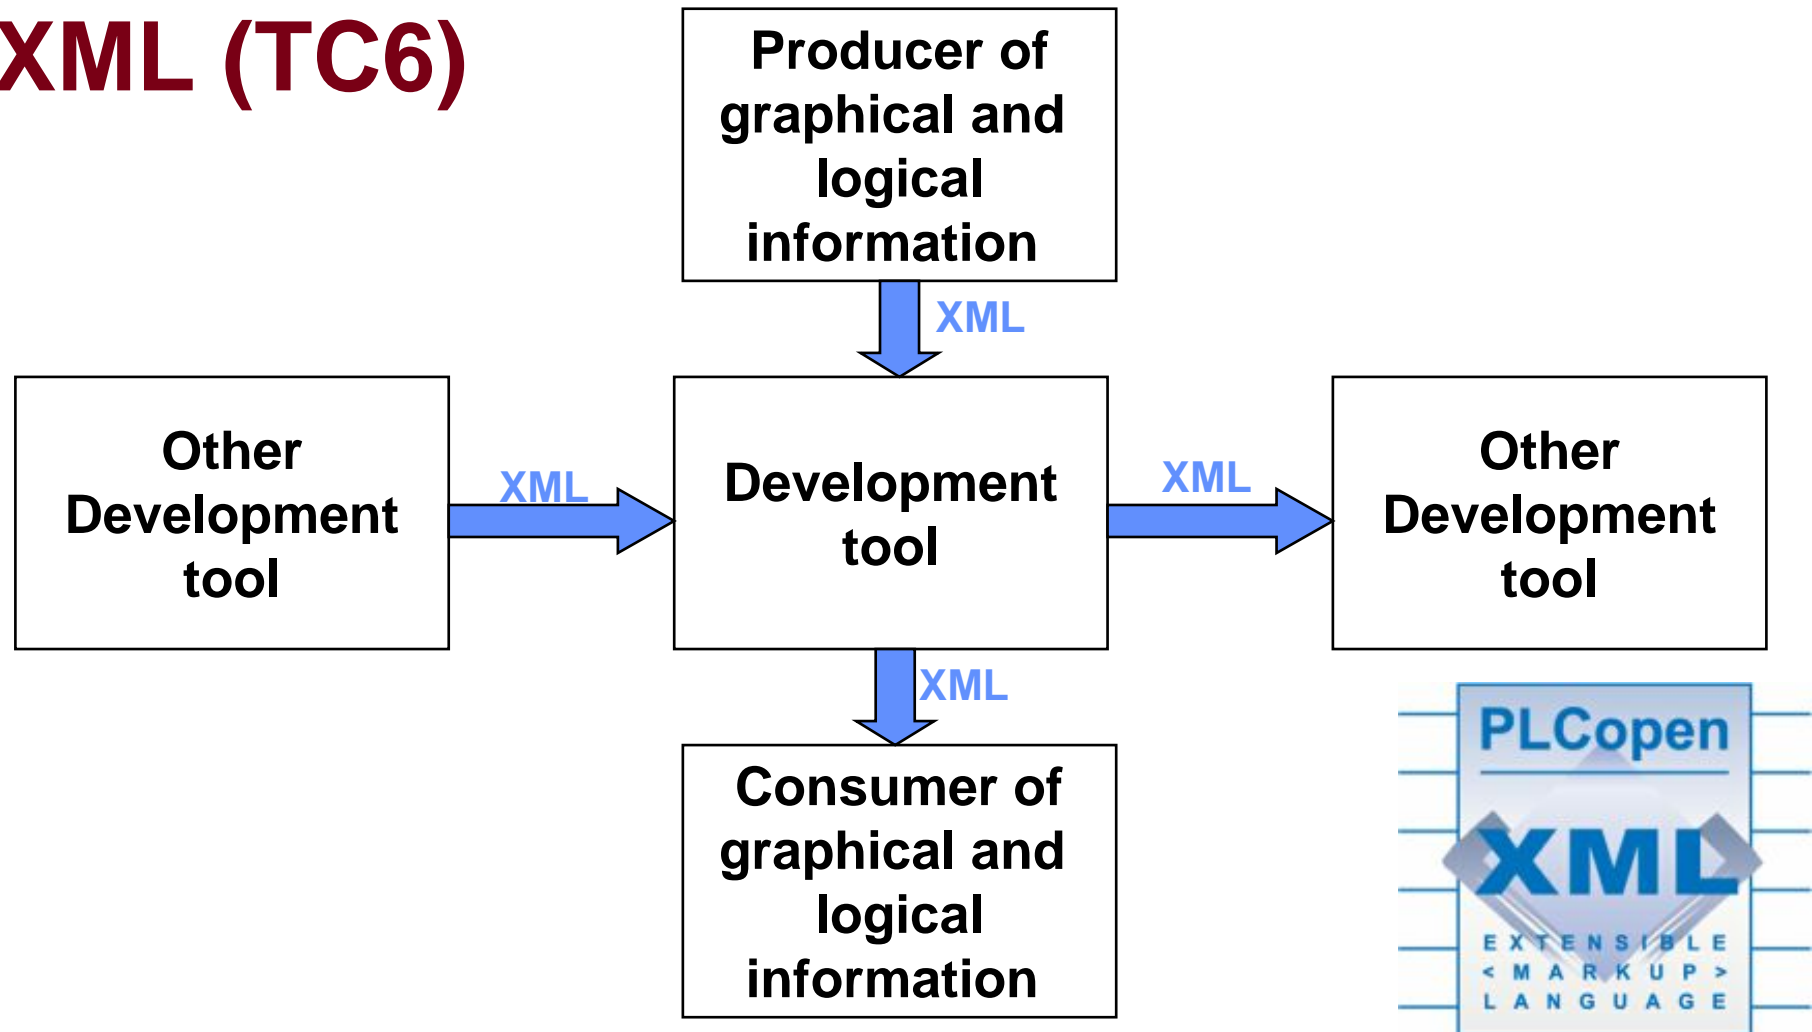 XML (TC6)
Producer of
graphical and
logical
information
XML
Other
Development
tool
XML
Development
tool
XML
Other
Development
tool
XML
Consumer of
graphical and
logical
information
PLCopen
XML
EXTENSIBLE
<MARKUP>
LANGUAGE